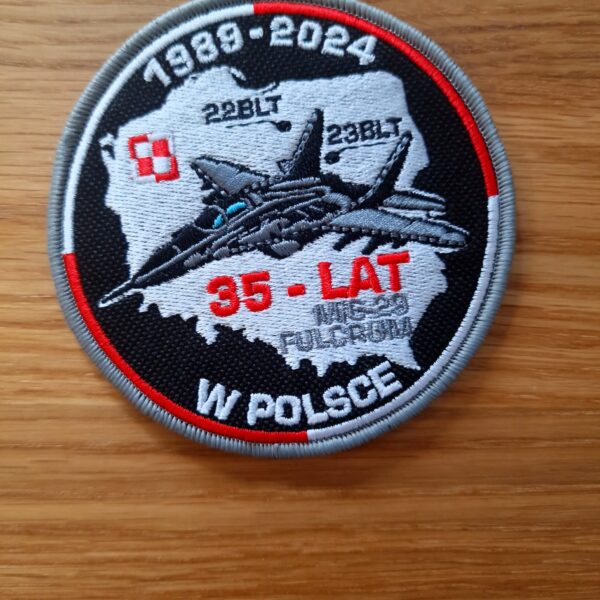 1989-2024
22BLT
23BLT
35 - LAT
MIG-29
FULCRUM
W POLSCE